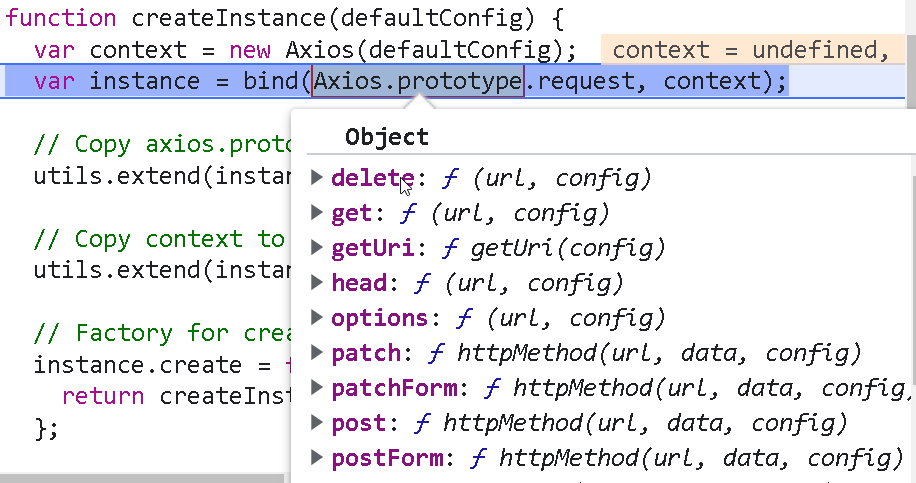 function createInstance(defaultConfig) {
var context = new Axios(defaultConfig); context = undefined,
var instance = bind(Axios.prototype.request, context);
Object
// Copy axios.proto
delete: ƒ (url, config)
utils.extend(instan
get: ƒ (url, config)
// Copy context to
getUri: ƒ getUri(config)
utils.extend(instan
head: ƒ (url, config)
options: ƒ (url, config)
// Factory for crea
patch: ƒ httpMethod(url, data, config)
instance.create = f
patchForm: ƒ httpMethod(url, data, config)
return createInst
post: ƒ httpMethod(url, data, config)
};
postForm: ƒ httpMethod(url, data, config)